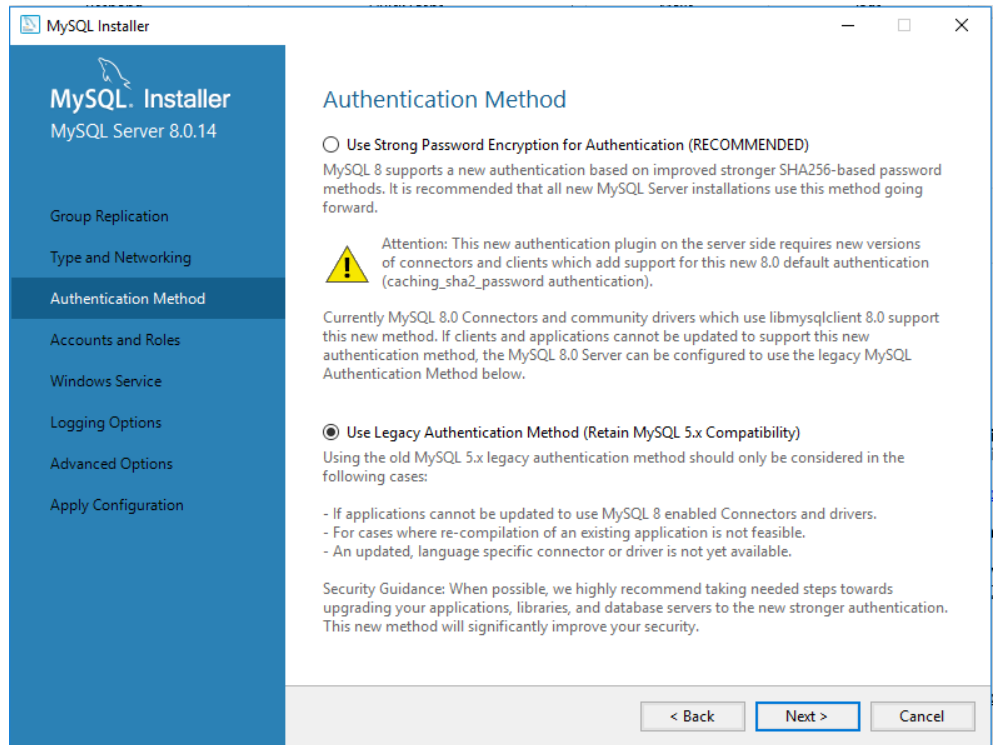 MySQL Installer
MySQL. Installer
MySQL Server 8.0.14
Group Replication
Type and Networking
Authentication Method
Accounts and Roles
Windows Service
Logging Options
Advanced Options
Apply Configuration
Authentication Method
Use Strong Password Encryption for Authentication (RECOMMENDED)
MySQL 8 supports a new authentication based on improved stronger SHA256-based password
methods. It is recommended that all new MySQL Server installations use this method going
forward.
Attention: This new authentication plugin on the server side requires new versions
of connectors and clients which add support for this new 8.0 default authentication
(caching_sha2_password authentication).
Currently MySQL 8.0 Connectors and community drivers which use libmysqlclient 8.0 support
this new method. If clients and applications cannot be updated to support this new
authentication method, the MySQL 8.0 Server can be configured to use the legacy MySQL
Authentication Method below.
Use Legacy Authentication Method (Retain MySQL 5.x Compatibility)
Using the old MySQL 5.x legacy authentication method should only be considered in the
following cases:
- If applications cannot be updated to use MySQL 8 enabled Connectors and drivers.
- For cases where re-compilation of an existing application is not feasible.
- An updated, language specific connector or driver is not yet available.
Security Guidance: When possible, we highly recommend taking needed steps towards
upgrading your applications, libraries, and database servers to the new stronger authentication.
This new method will significantly improve your security.
< Back
Next >
Cancel